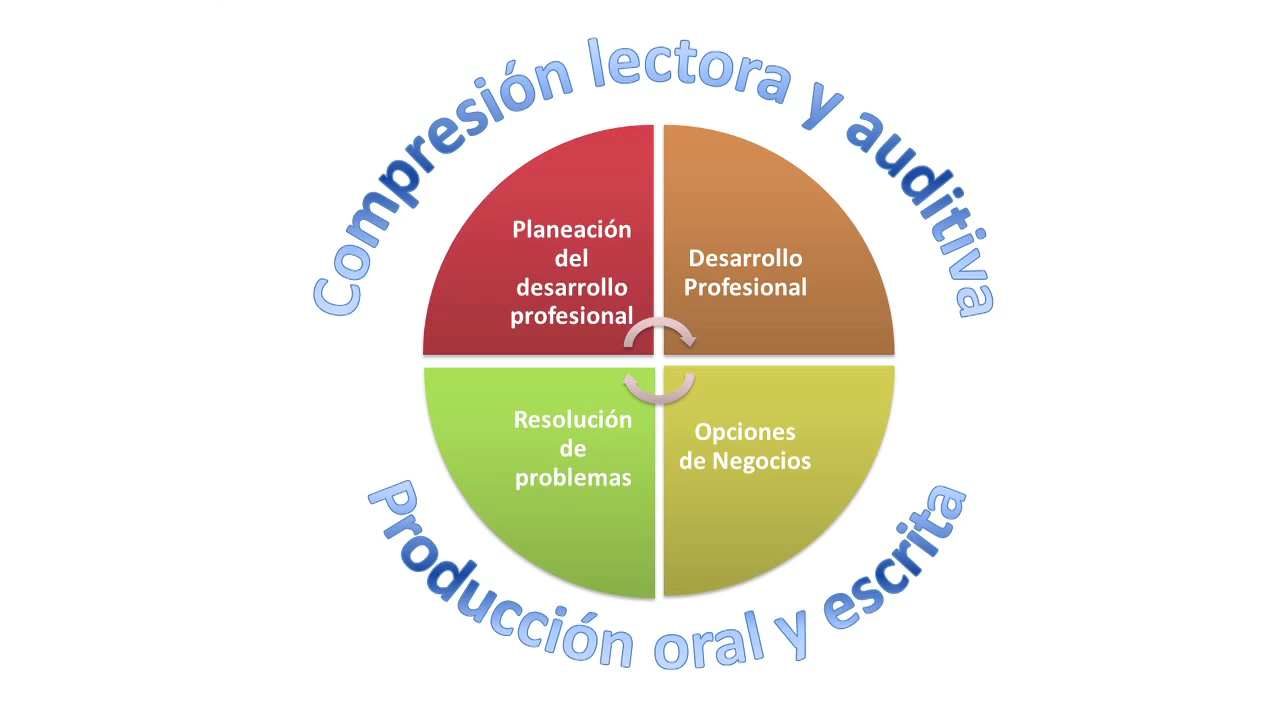 Compresión lectora y auditiva
Planeación
del
desarrollo
profesional
Desarrollo
Profesional
Resolución
de
problemas
Opciones
de Negocios
Producción oral y escrita